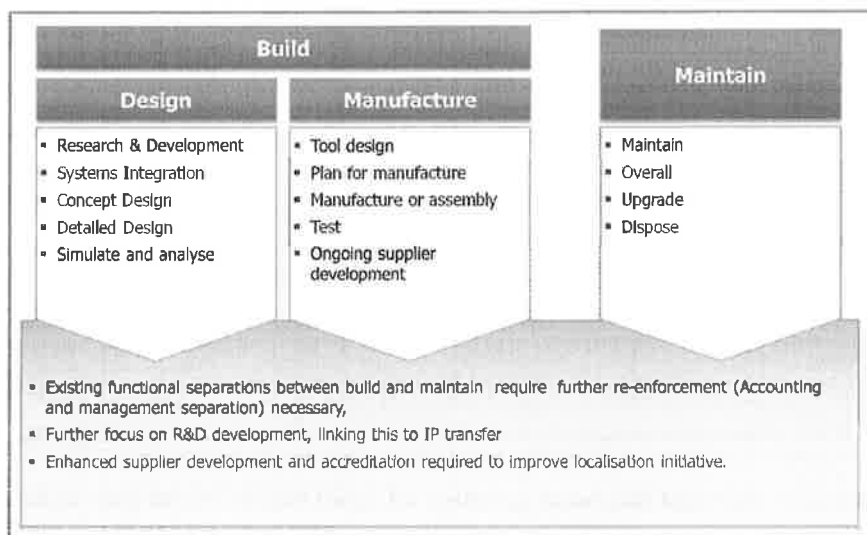 Build
Design
Manufacture
Maintain
▪ Research & Development
▪ Systems Integration
▪ Concept Design
▪ Detailed Design
▪ Simulate and analyse
▪ Tool design
▪ Plan for manufacture
▪ Manufacture or assembly
▪ Test
▪ Ongoing supplier
development
▪ Maintain
▪ Overall
▪ Upgrade
▪ Dispose
▪ Existing functional separations between build and maintain require further re-enforcement (Accounting
and management separation) necessary,
▪ Further focus on R&D development, linking this to IP transfer
▪ Enhanced supplier development and accreditation required to improve localisation initiative.